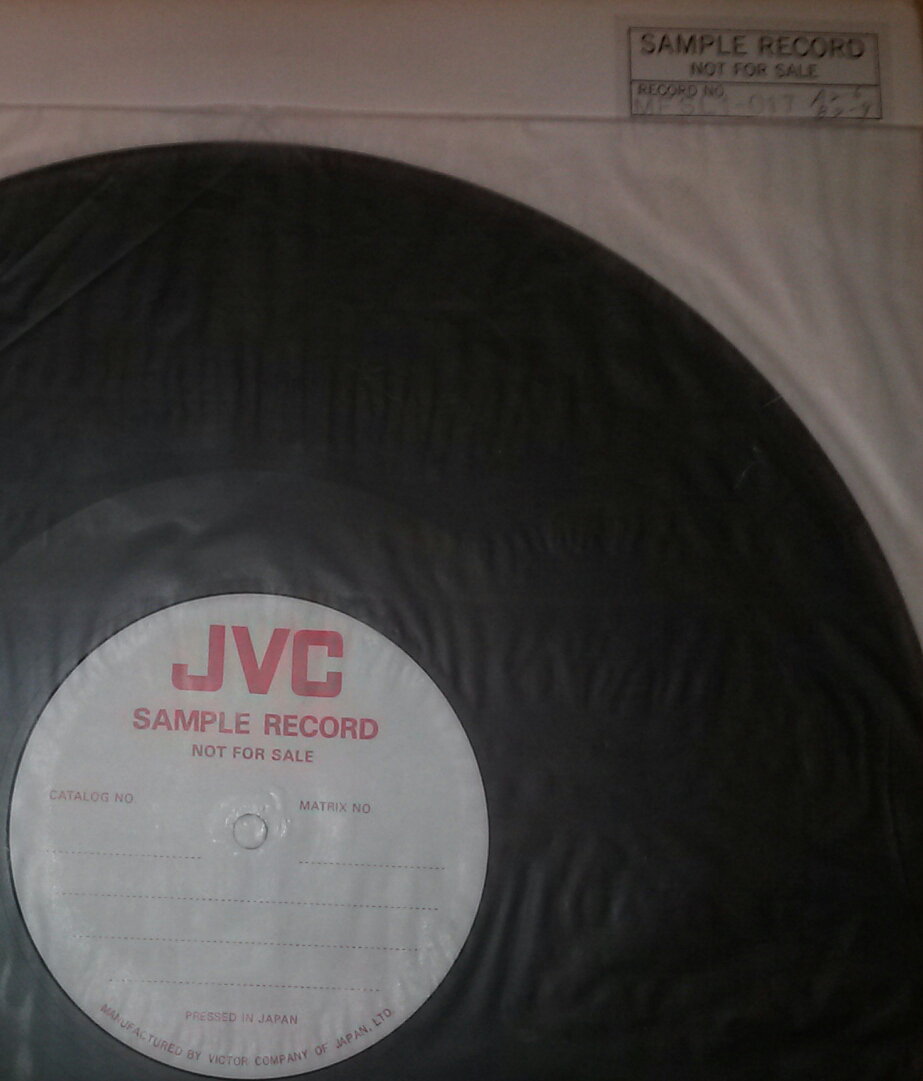 SAMPLE RECORD
NOT FOR SALE
RECORD NO.
MFSL1-017
JVC
SAMPLE RECORD
NOT FOR SALE
CATALOG NO.
MATRIX NO.
PRESSED IN JAPAN
MANUFACTURED BY VICTOR COMPANY OF JAPAN, LTD.